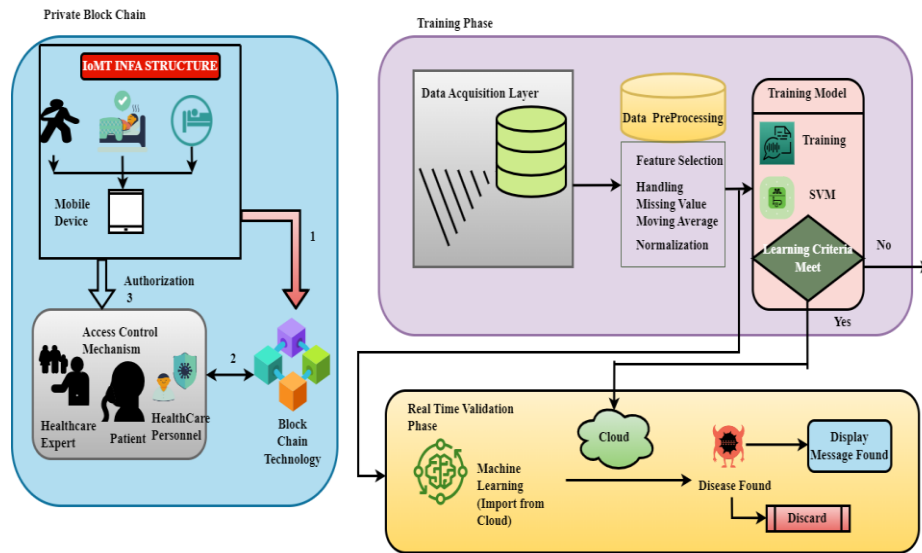 Private Block Chain
IoMT INFA STRUCTURE
Mobile
Device
1
Authorization
3
Access Control
Mechanism
2
Healthcare
Expert
Patient
HealthCare
Personnel
Block
Chain
Technology
Training Phase
Data Acquisition Layer
Data PreProcessing
Feature Selection
Handling
Missing Value
Moving Average
Normalization
Training Model
Training
SVM
Learning Criteria
Meet
No
Yes
Real Time Validation
Phase
Machine
Learning
(Import from
Cloud)
Cloud
Disease Found
Display
Message Found
Discard